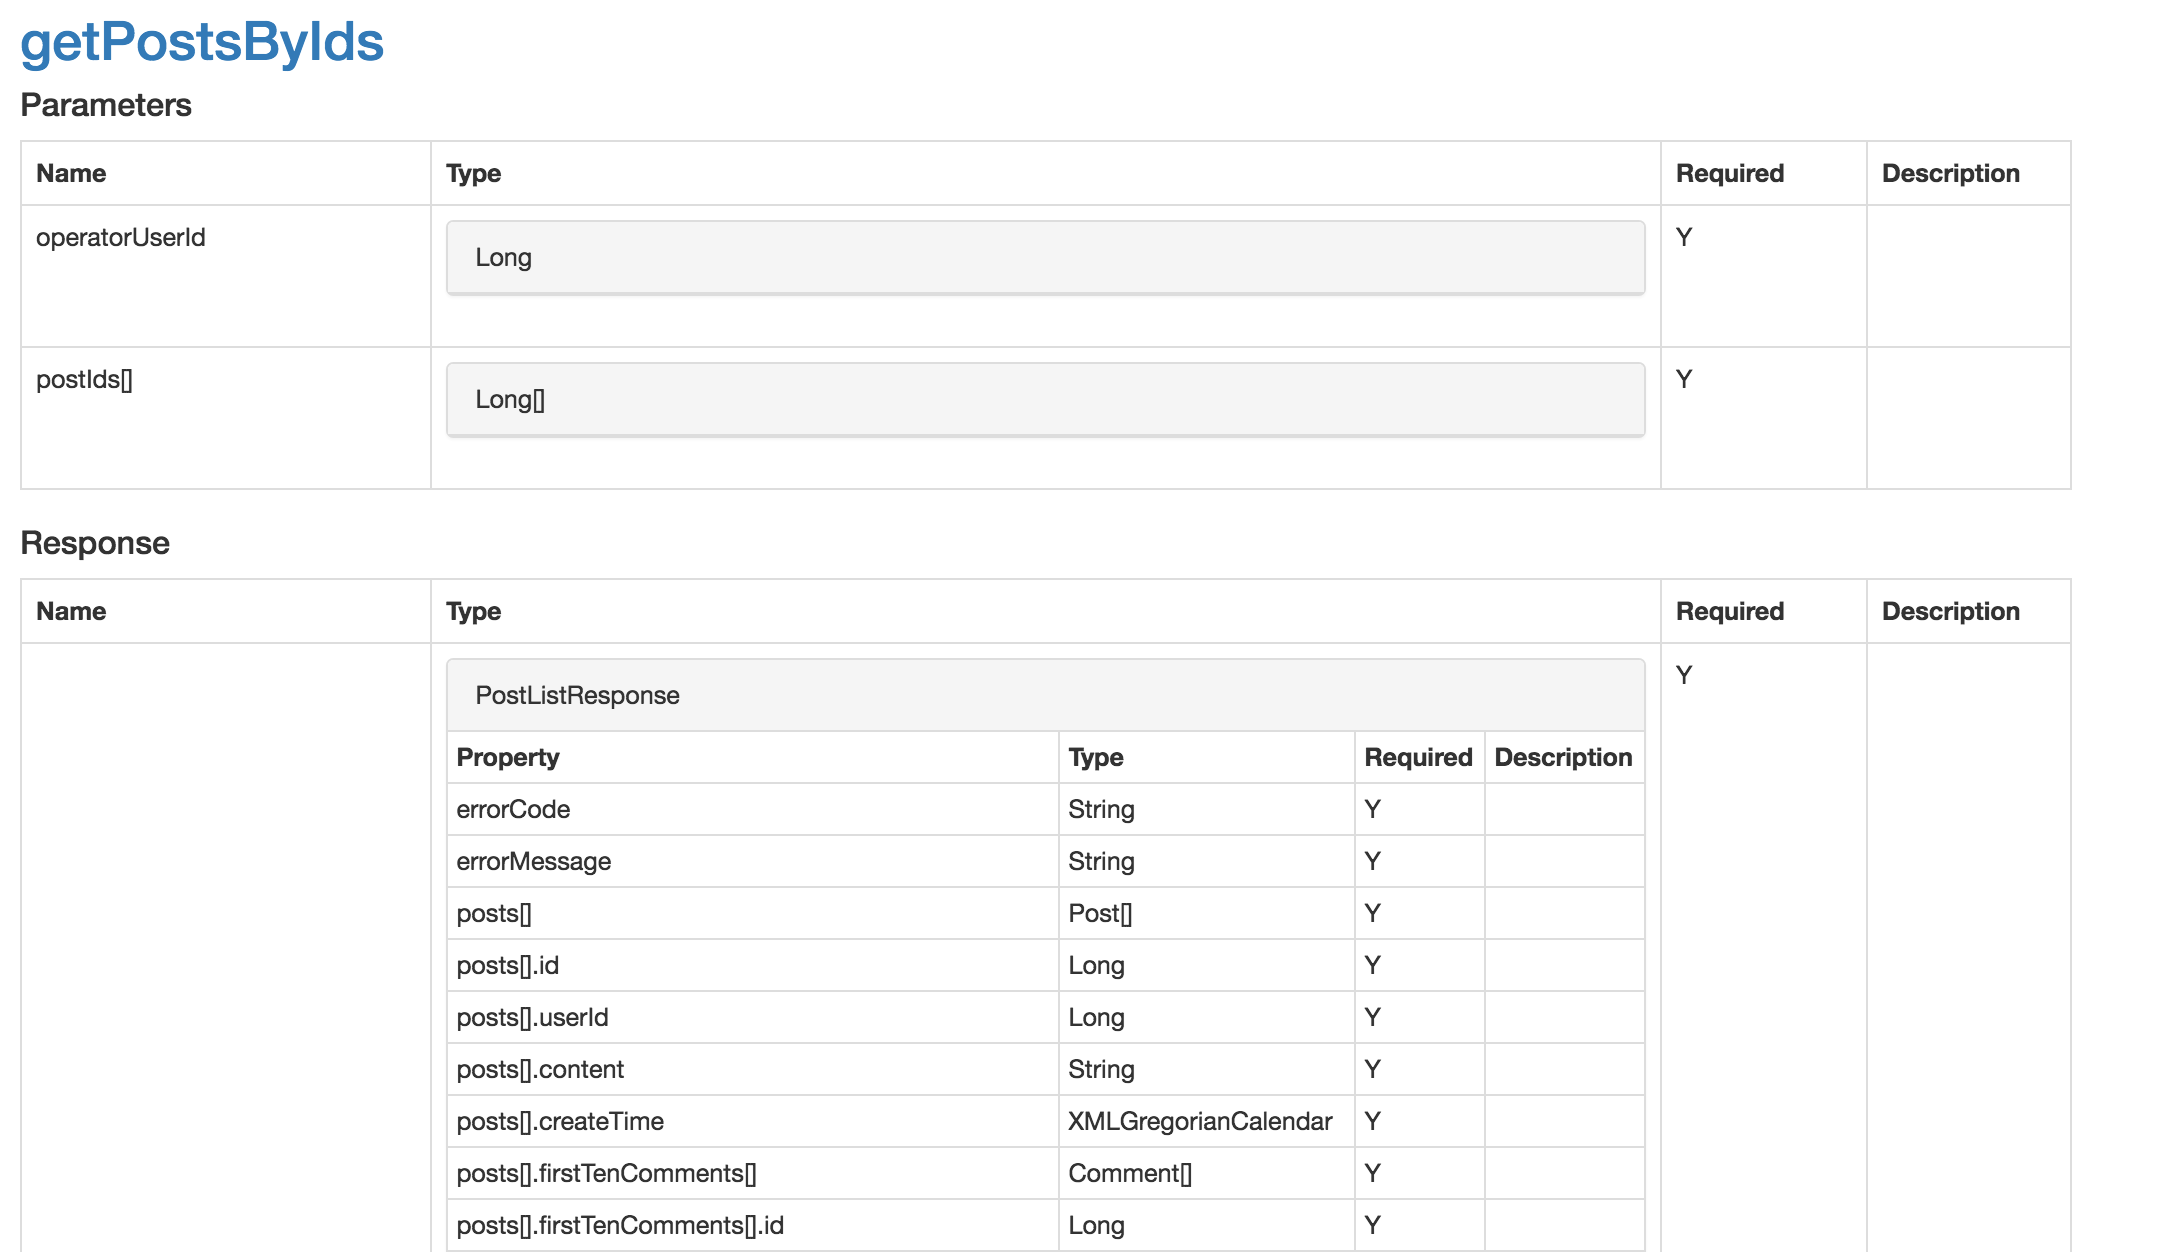 getPostsByIds
Parameters
Name Type Required Description
operatorUserId Long Y
postIds[] Long[] Y
Response
Name Type Required Description
PostListResponse Y
Property Type Required Description
errorCode String Y
errorMessage String Y
posts[] Post[] Y
posts[].id Long Y
posts[].userId Long Y
posts[].content String Y
posts[].createTime XMLGregorianCalendar Y
posts[].firstTenComments[] Comment[] Y
posts[].firstTenComments[].id Long Y